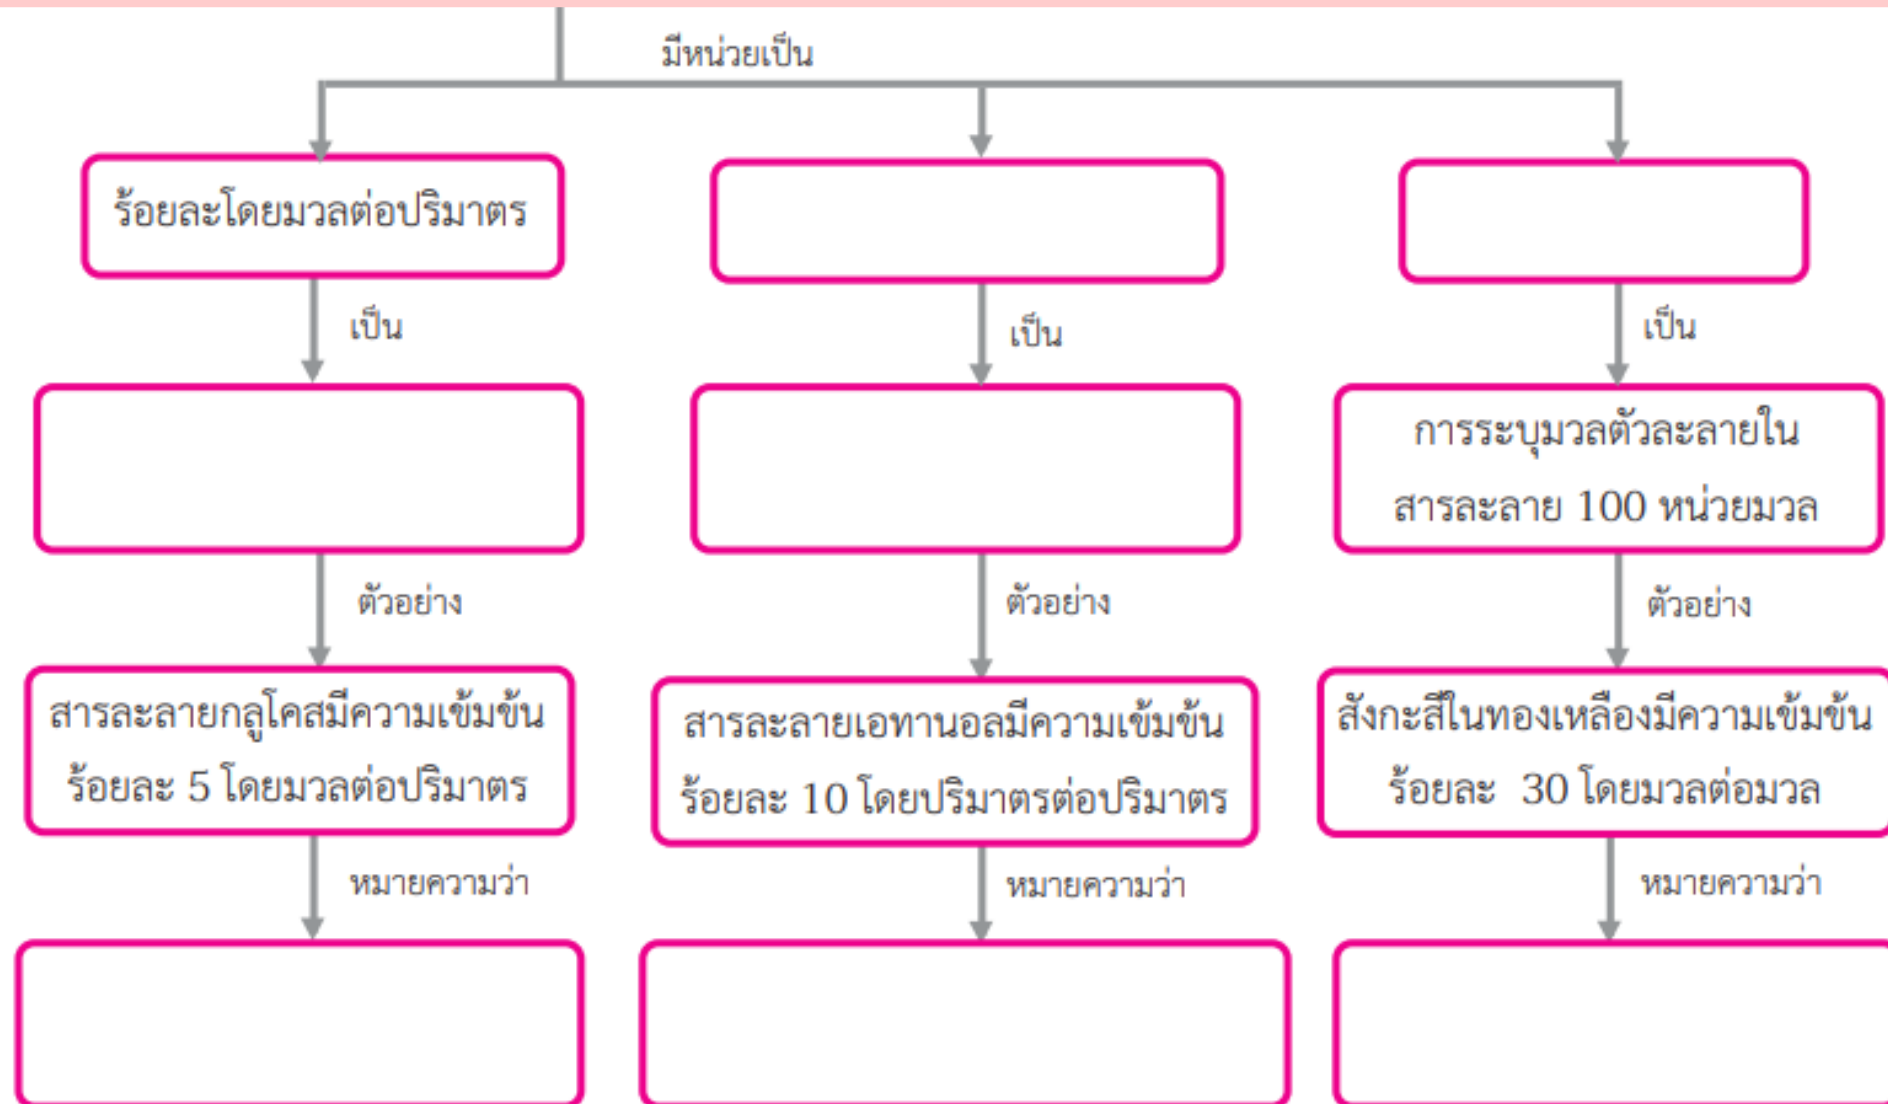 มีหน่วยเป็น
ร้อยละโดยมวลต่อปริมาตร
เป็น
เป็น
เป็น
การระบุมวลตัวละลายใน
สารละลาย 100 หน่วยมวล
ตัวอย่าง
ตัวอย่าง
ตัวอย่าง
สารละลายกลูโคสมีความเข้มข้น
ร้อยละ 5 โดยมวลต่อปริมาตร
สารละลายเอทานอลมีความเข้มข้น
ร้อยละ 10 โดยปริมาตรต่อปริมาตร
สังกะสีในทองเหลืองมีความเข้มข้น
ร้อยละ 30 โดยมวลต่อมวล
หมายความว่า
หมายความว่า
หมายความว่า